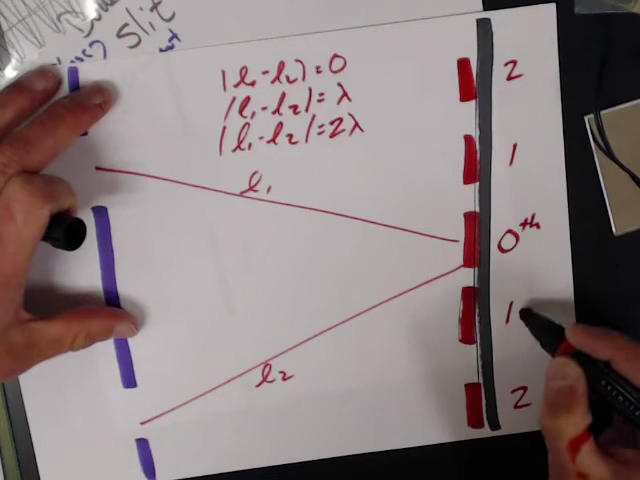 Slit
|l₁-l₂|=0
|l₁-l₂|=λ
|l₁-l₂|=2λ
l₁
l₂
2
1
0th
1
2